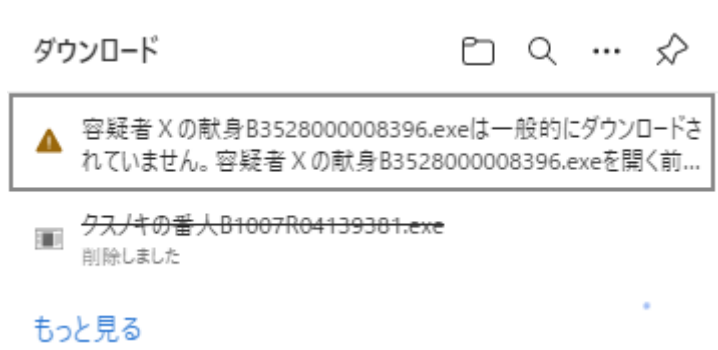 ダウンロード
容疑者Xの献身B3528000008396.exeは一般的にダウンロードさ
れていません。容疑者Xの献身B3528000008396.exeを開く前...
クスノキの番人B1007R04139381.exe
削除しました
もっと見る